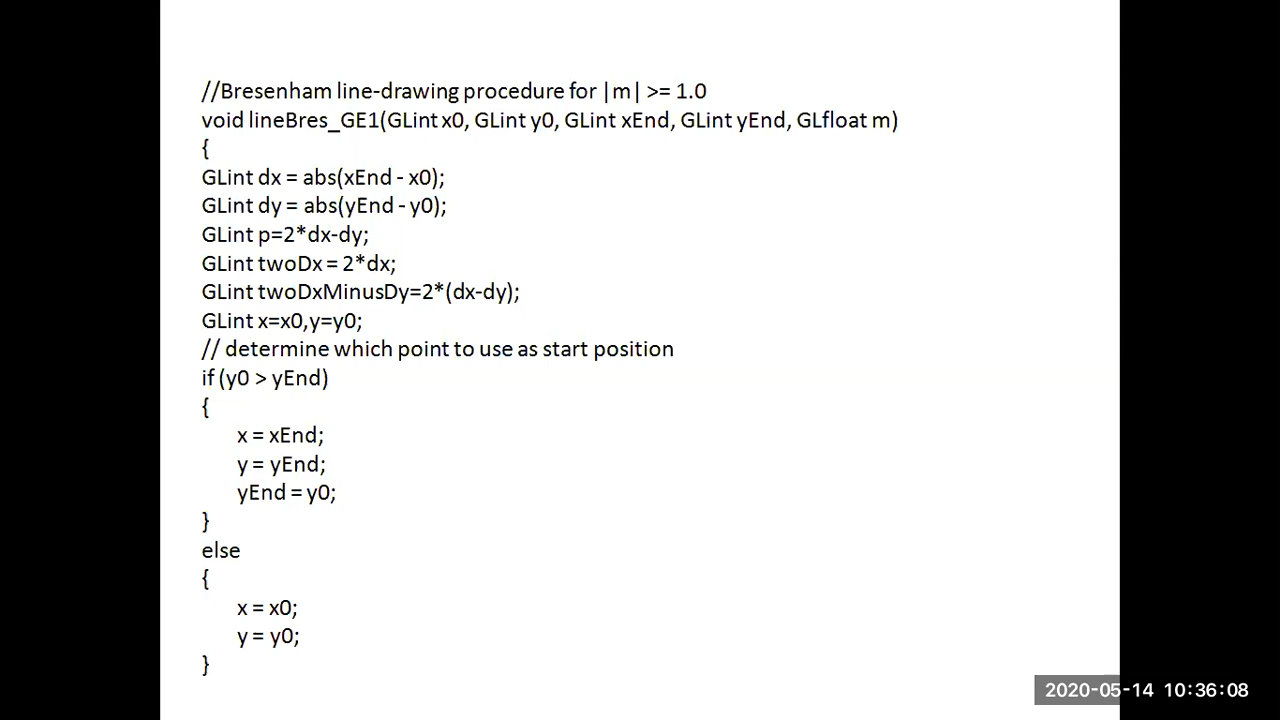 //Bresenham line-drawing procedure for |m| >= 1.0
void lineBres_GE1(GLint x0, GLint y0, GLint xEnd, GLint yEnd, GLfloat m)
{
GLint dx = abs(xEnd - x0);
GLint dy = abs(yEnd - y0);
GLint p=2*dx-dy;
GLint twoDx = 2*dx;
GLint twoDxMinusDy=2*(dx-dy);
GLint x=x0,y=y0;
// determine which point to use as start position
if (y0 > yEnd)
{
x = xEnd;
y = yEnd;
yEnd = y0;
}
else
{
x = x0;
y = y0;
}
2020-05-14 10:36:08